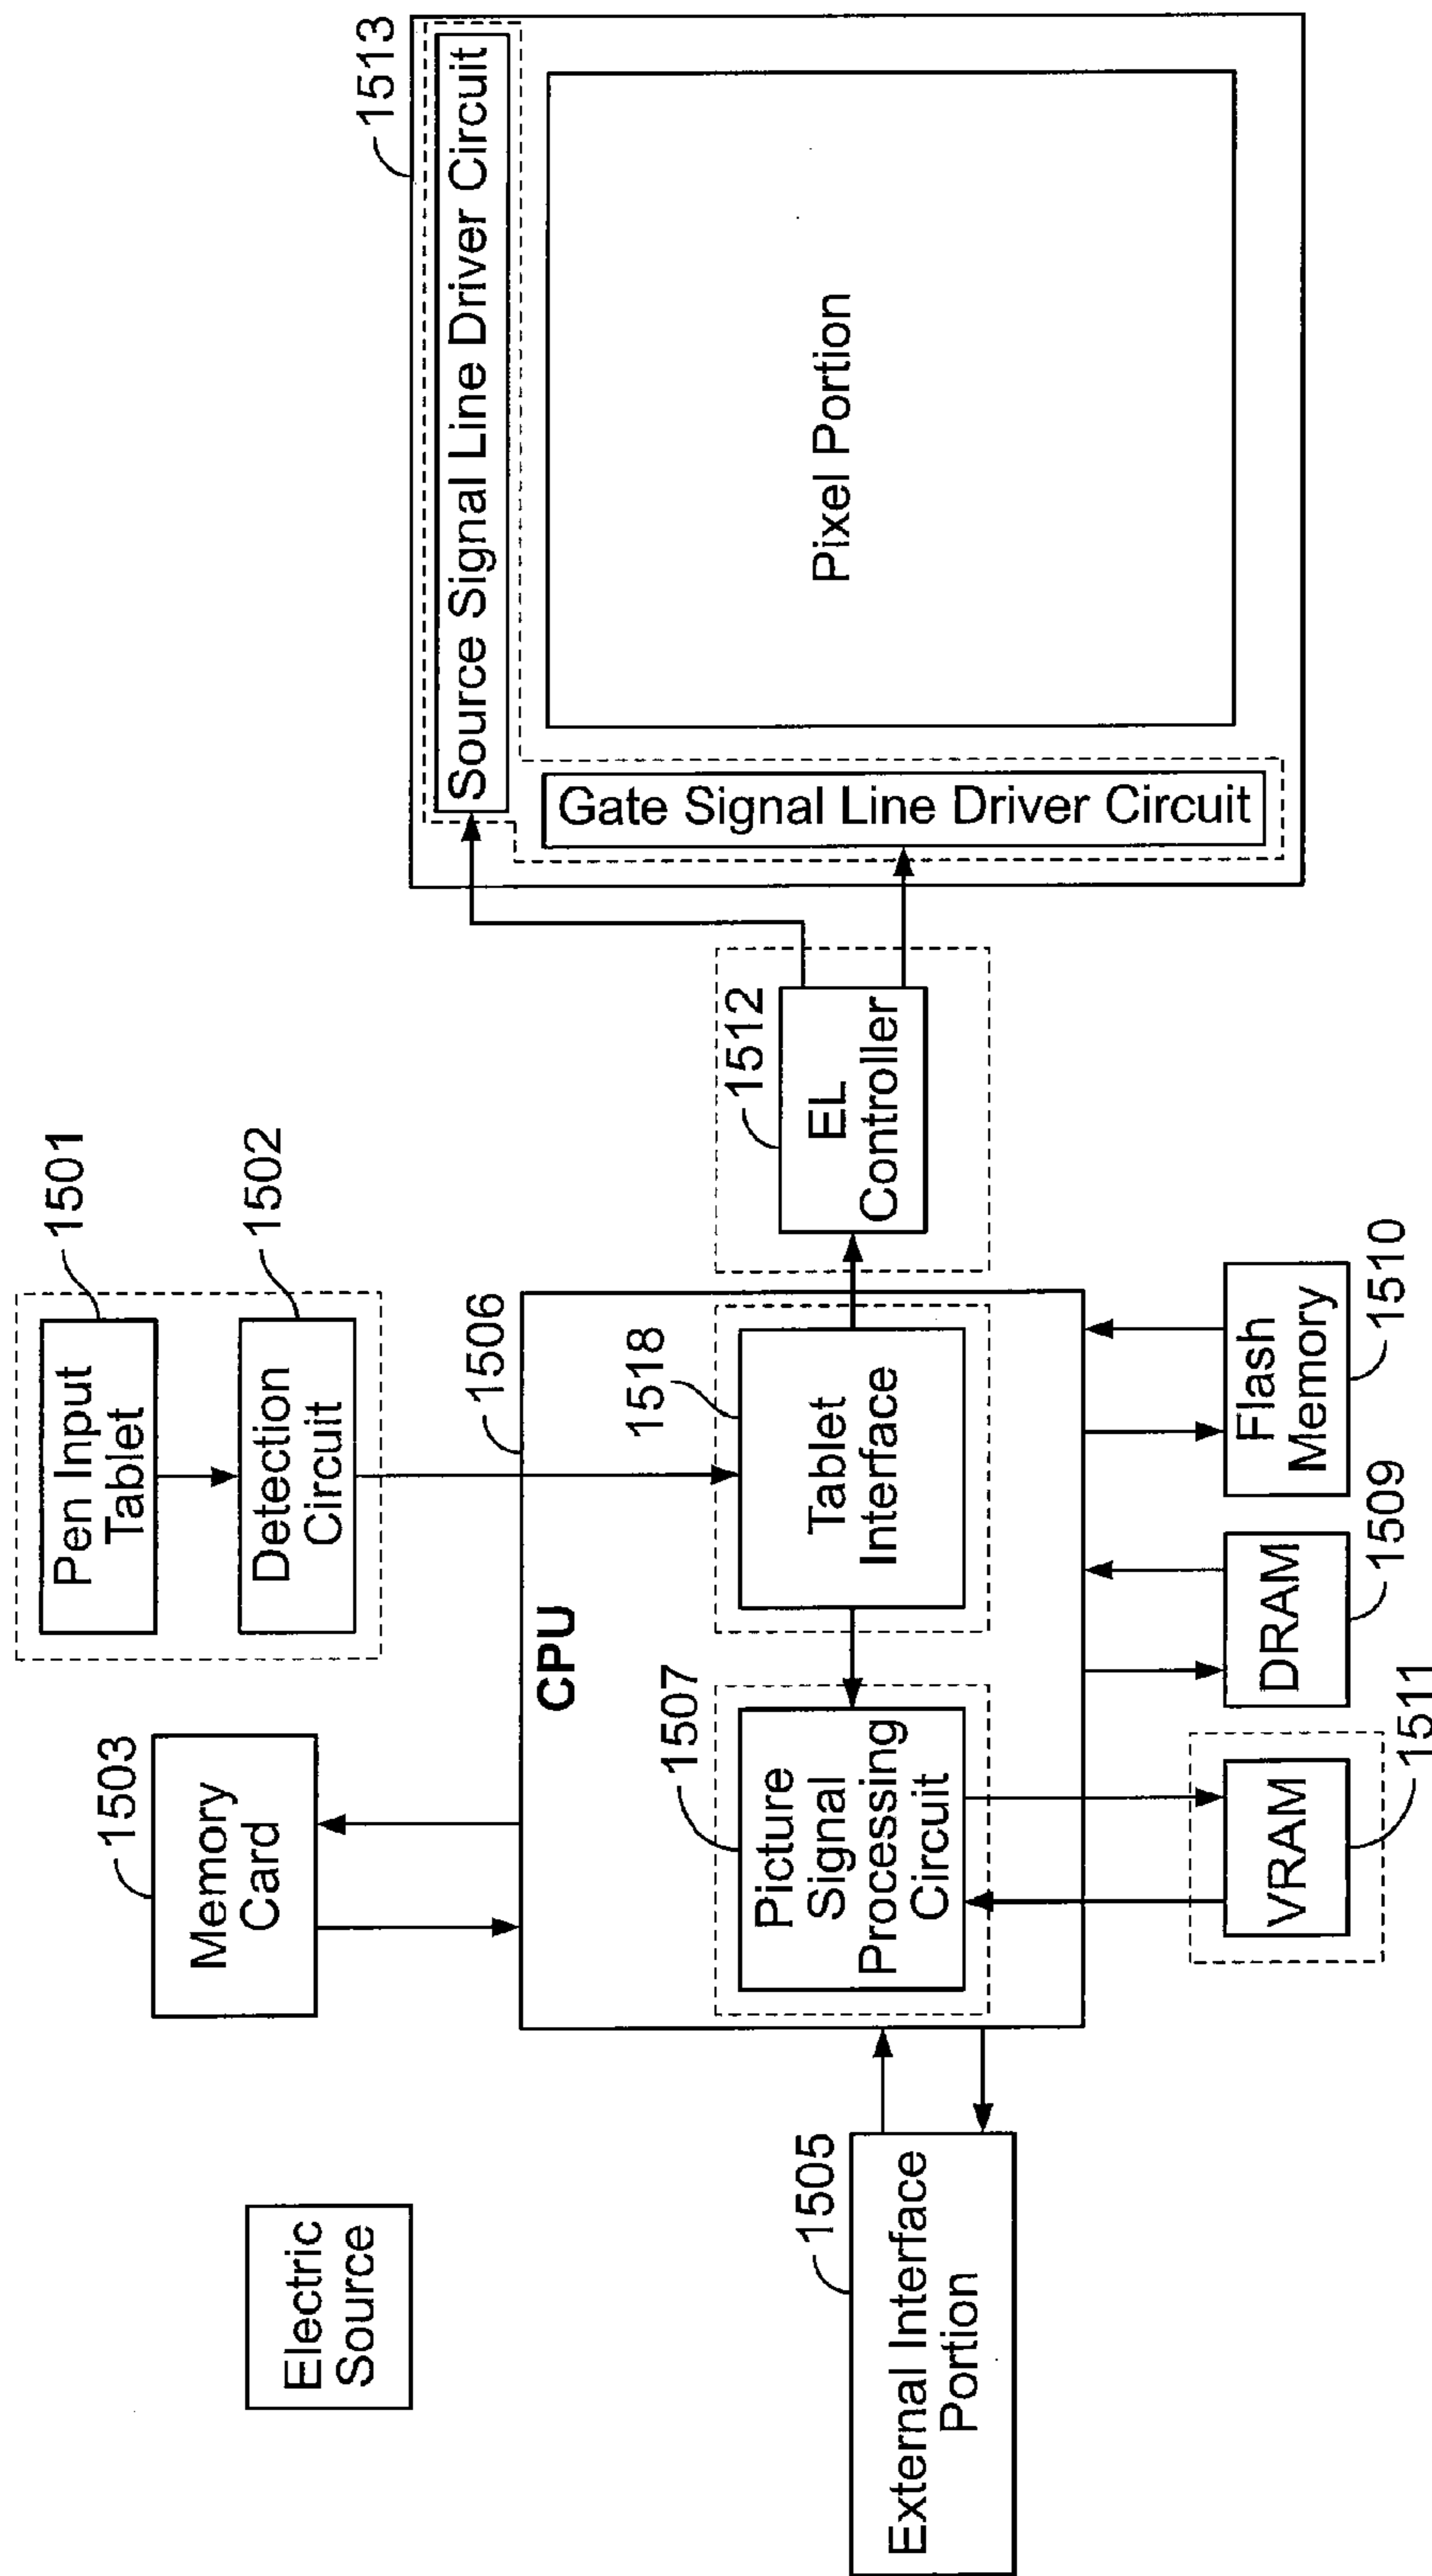 Electric
Source
Memory
Card
1503
Pen Input
Tablet
1501
Detection
Circuit
1502
External Interface
Portion
1505
CPU
1506
Picture
Signal
Processing
Circuit
1507
Tablet
Interface
1518
VRAM
1511
DRAM
1509
Flash
Memory
1510
EL
Controller
1512
1513
Source Signal Line Driver Circuit
Gate Signal Line Driver Circuit
Pixel Portion